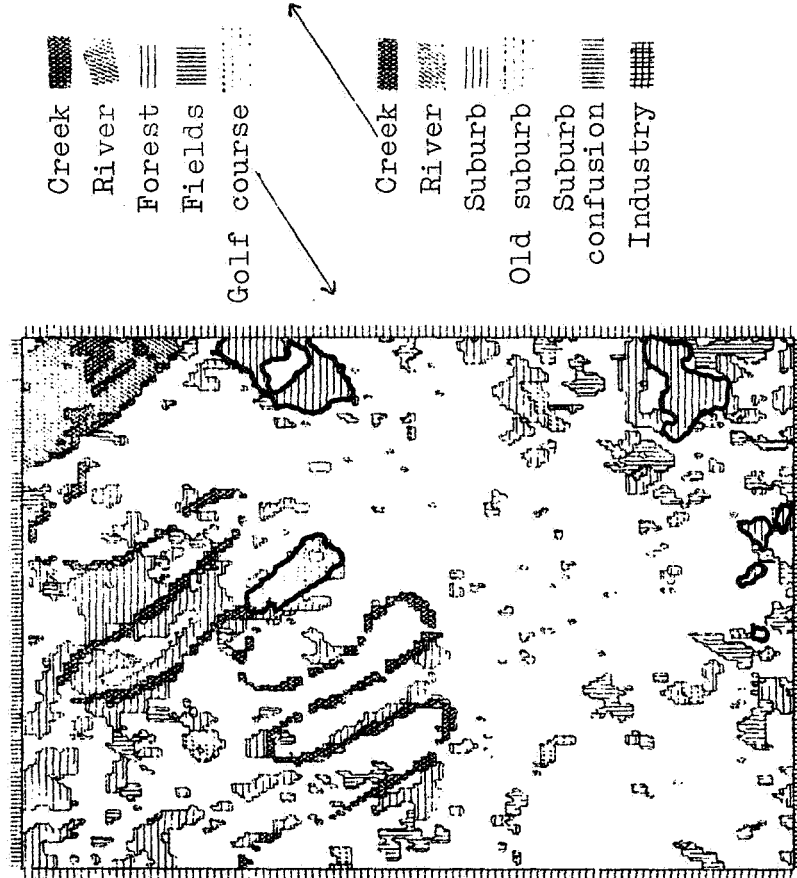 Creek
River
Forest
Fields
Golf course
Creek
River
Suburb
Old suburb
Suburb
confusion
Industry